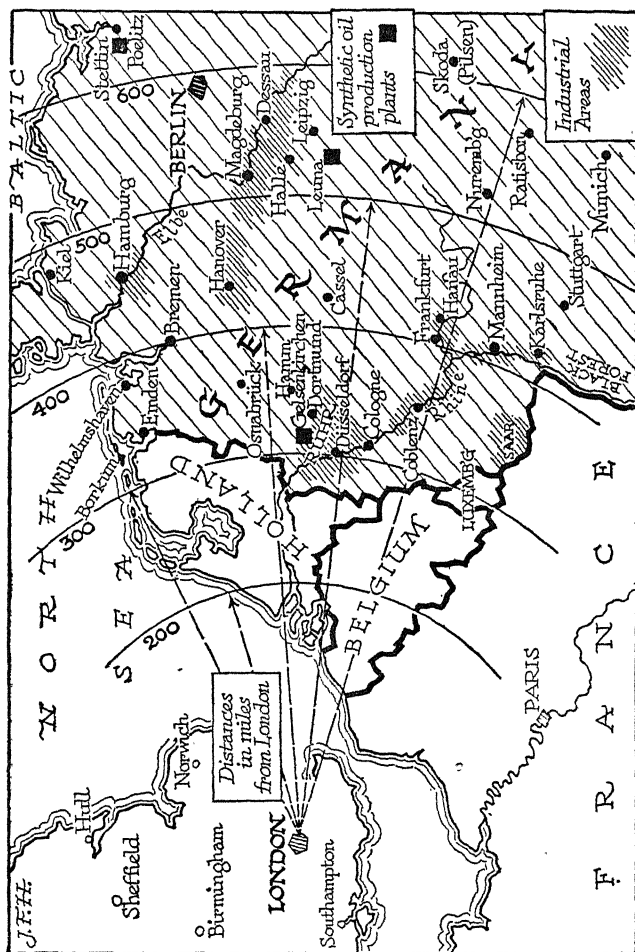 J.F.H.
NORTH
SEA
BALTIC
Hull
Sheffield
Norwich
Birmingham
LONDON
Southampton
Distances
in miles
from London
200
300
400
500
600
Borkum
Wilhelmshaven
Emden
Bremen
Kiel
Hamburg
Elbe
Stettin
Poelitz
BERLIN
Magdeburg
Dessau
Halle
Leipzig
Leuna
Hanover
Osnabrück
Cassel
Hamm
Gelsenkirchen
Dortmund
RUHR
Düsseldorf
Cologne
Coblenz
Rhine
Frankfurt
Hanau
Mannheim
Karlsruhe
Stuttgart
Nurembg
Ratisbon
Munich
Skoda
(Pilsen)
GERMANY
HOLLAND
BELGIUM
LUXEMBG
SAAR
BLACK
FOREST
PARIS
FRANCE
Synthetic oil
production
plants
Industrial
Areas